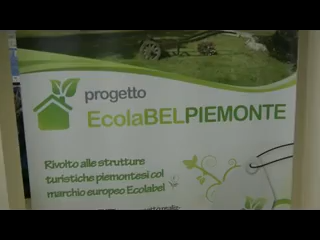 progetto
EcolaBELPIEMONTE
Rivolto alle strutture
turistiche piemontesi col
marchio europeo Ecolabel